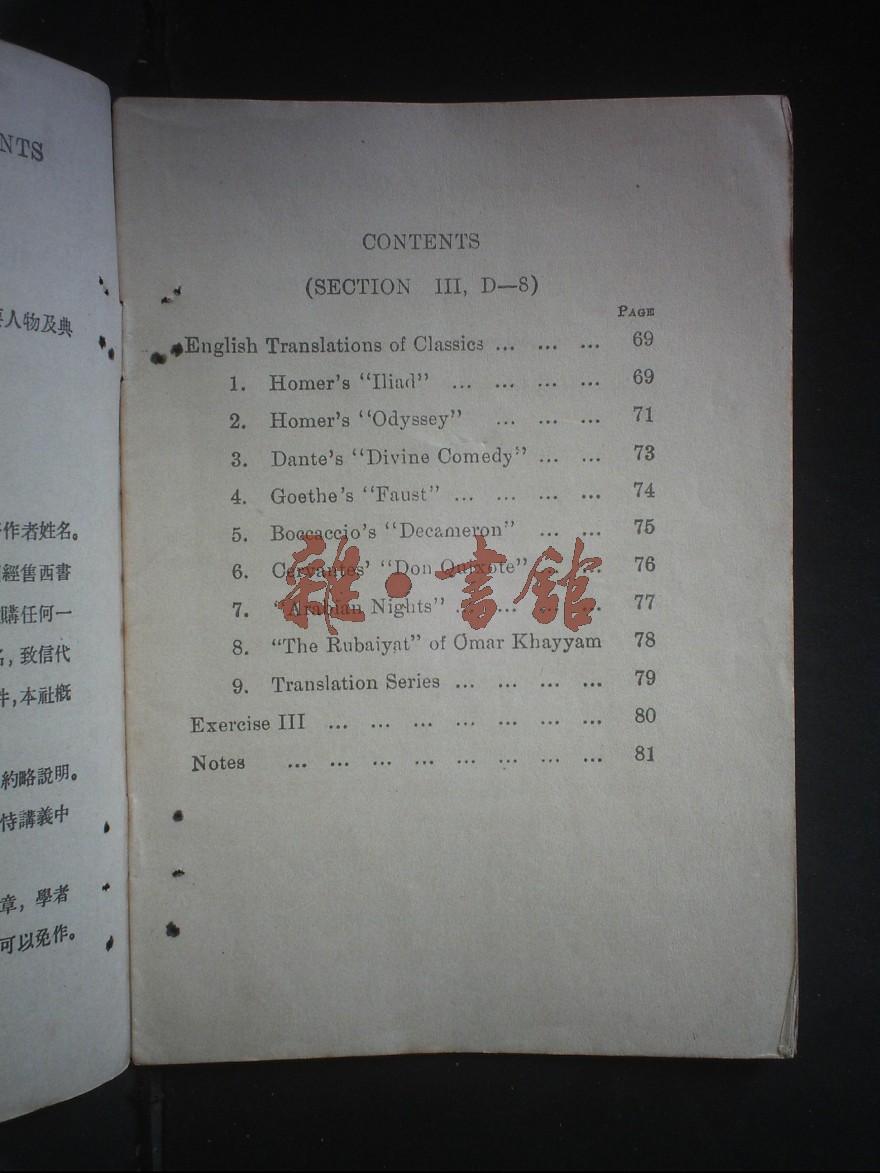 NTS
人物及典
作者姓名。
經售西書
購任何一
名，致信代
件，本社概
約略說明。
恃講義中
章，學者
可以免作。
CONTENTS
(SECTION III, D—8)
PAGE
English Translations of Classics ... ... ... 69
1. Homer's "Iliad" ... ... ... ... 69
2. Homer's "Odyssey" ... ... ... 71
3. Dante's "Divine Comedy" ... ... 73
4. Goethe's "Faust" ... ... ... ... 74
5. Boccaccio's "Decameron" ... ... 75
6. Cervantes' "Don Quixote" ... ... 76
7. "Arabian Nights" ... ... ... ... 77
8. "The Rubaiyat" of Omar Khayyam 78
9. Translation Series ... ... ... ... 79
Exercise III ... ... ... ... ... ... ... 80
Notes ... ... ... ... ... ... ... ... 81
雜·書館